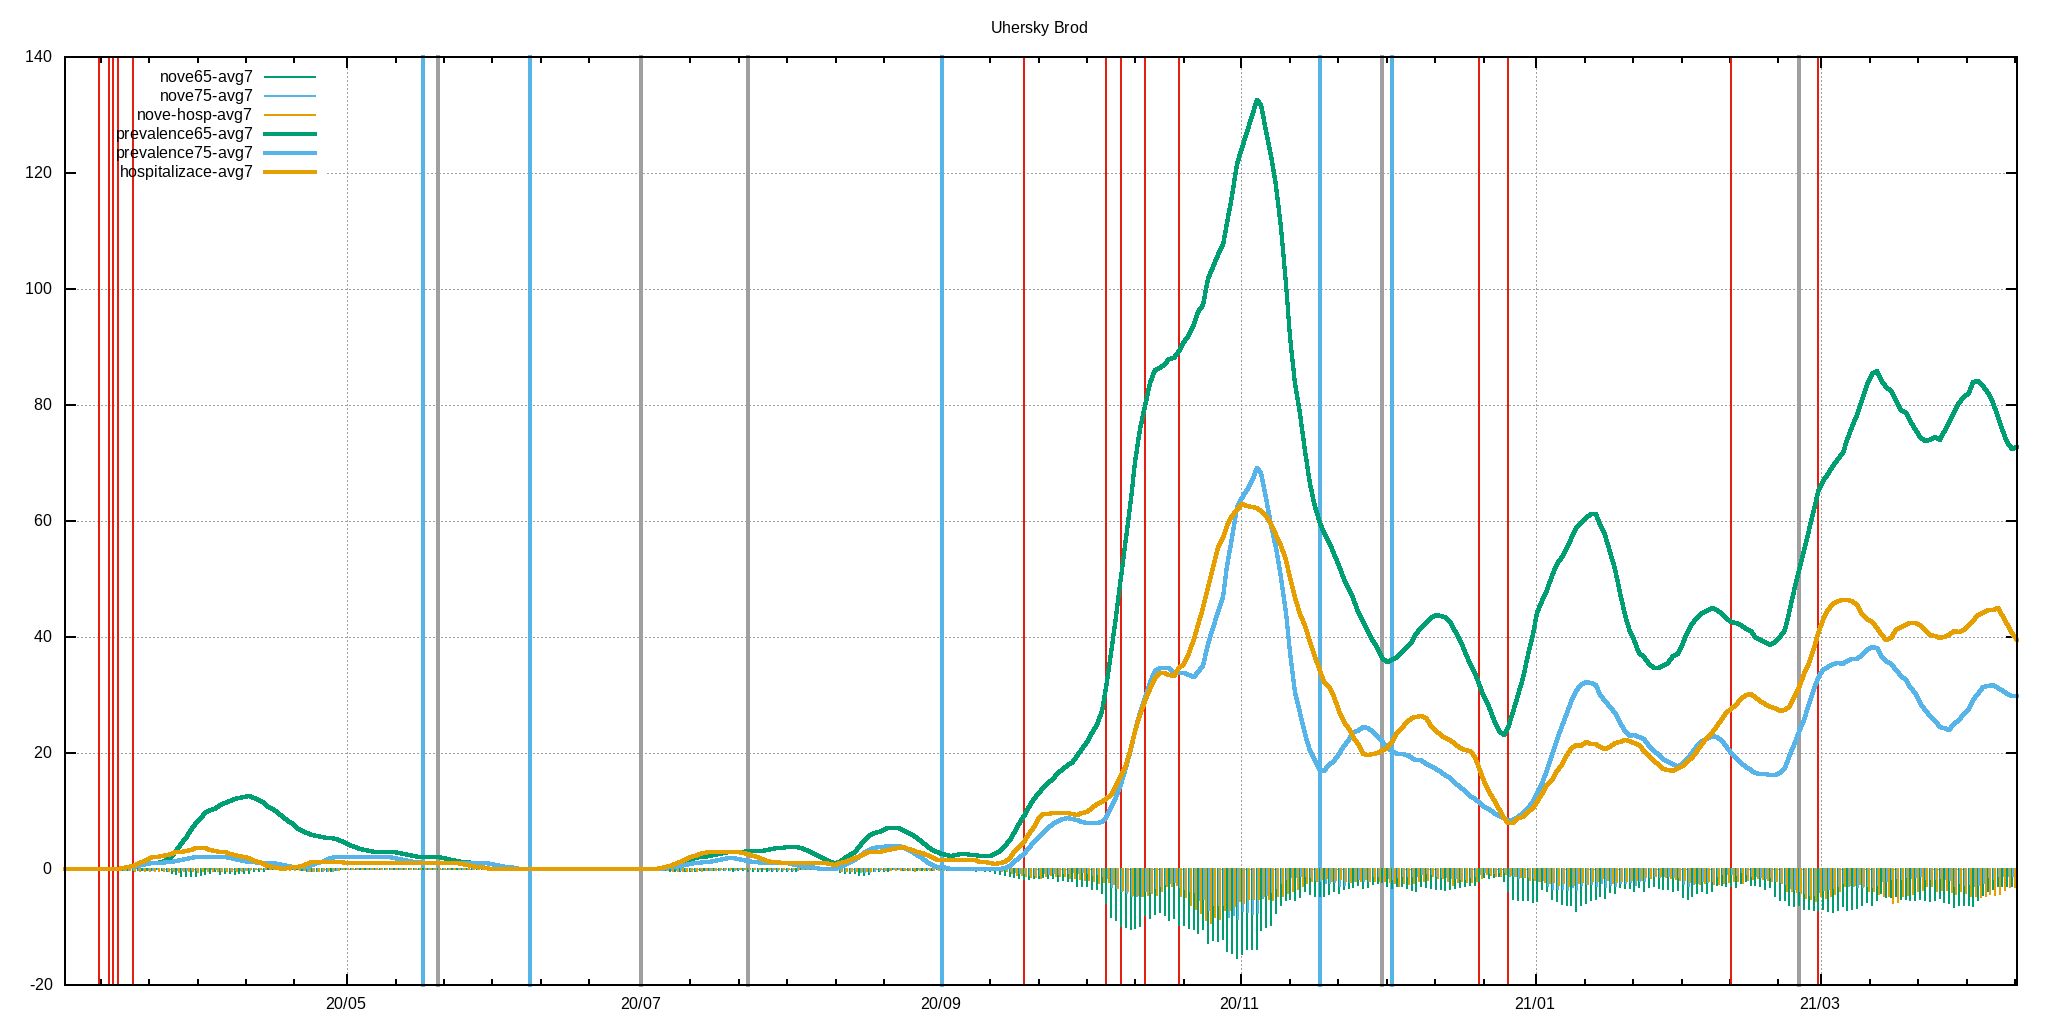 Uhersky Brod
140
120
100
80
60
40
20
0
-20
nove65-avg7
nove75-avg7
nove-hosp-avg7
prevalence65-avg7
prevalence75-avg7
hospitalizace-avg7
20/05
20/07
20/09
20/11
21/01
21/03